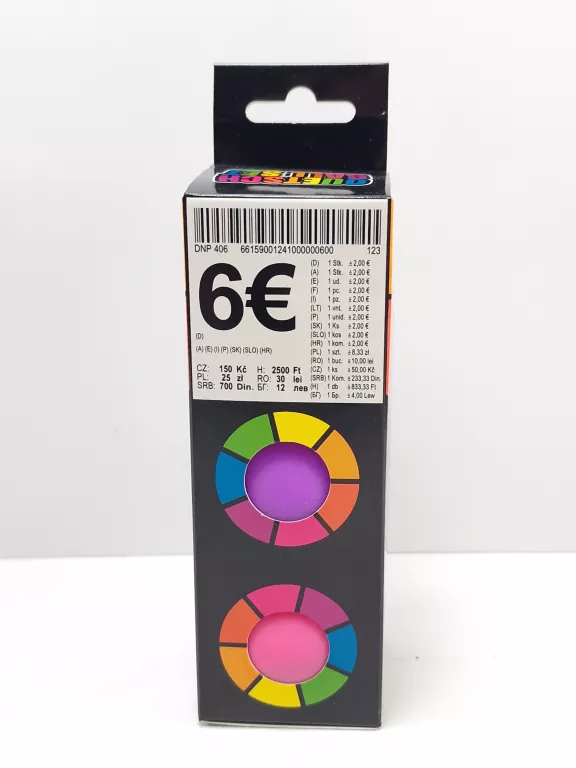 QUETSCH
BÄLLE
DNP 406 66159001241000000600 123
6€
(D)
(A) (E) (I) (P) (SK) (SLO) (HR)
CZ: 150 Kč H: 2500 Ft
PL: 25 zł RO: 30 lei
SRB: 700 Din. БГ: 12 лев
(D) 1 Stk. ±2,00 €
(A) 1 Stk. ±2,00 €
(E) 1 ud. ±2,00 €
(F) 1 pc. ±2,00 €
(I) 1 pz. ±2,00 €
(LT) 1 vnt. ±2,00 €
(P) 1 unid. ±2,00 €
(SK) 1 Ks ±2,00 €
(SLO) 1 kos ±2,00 €
(HR) 1 kom. ±2,00 €
(PL) 1 szt. ±8,33 zł
(RO) 1 buc. ±10,00 lei
(CZ) 1 ks ±50,00 Kč
(SRB) 1 Kom. ±233,33 Din.
(H) 1 db ±833,33 Ft
(БГ) 1 Бр. ±4,00 Lew